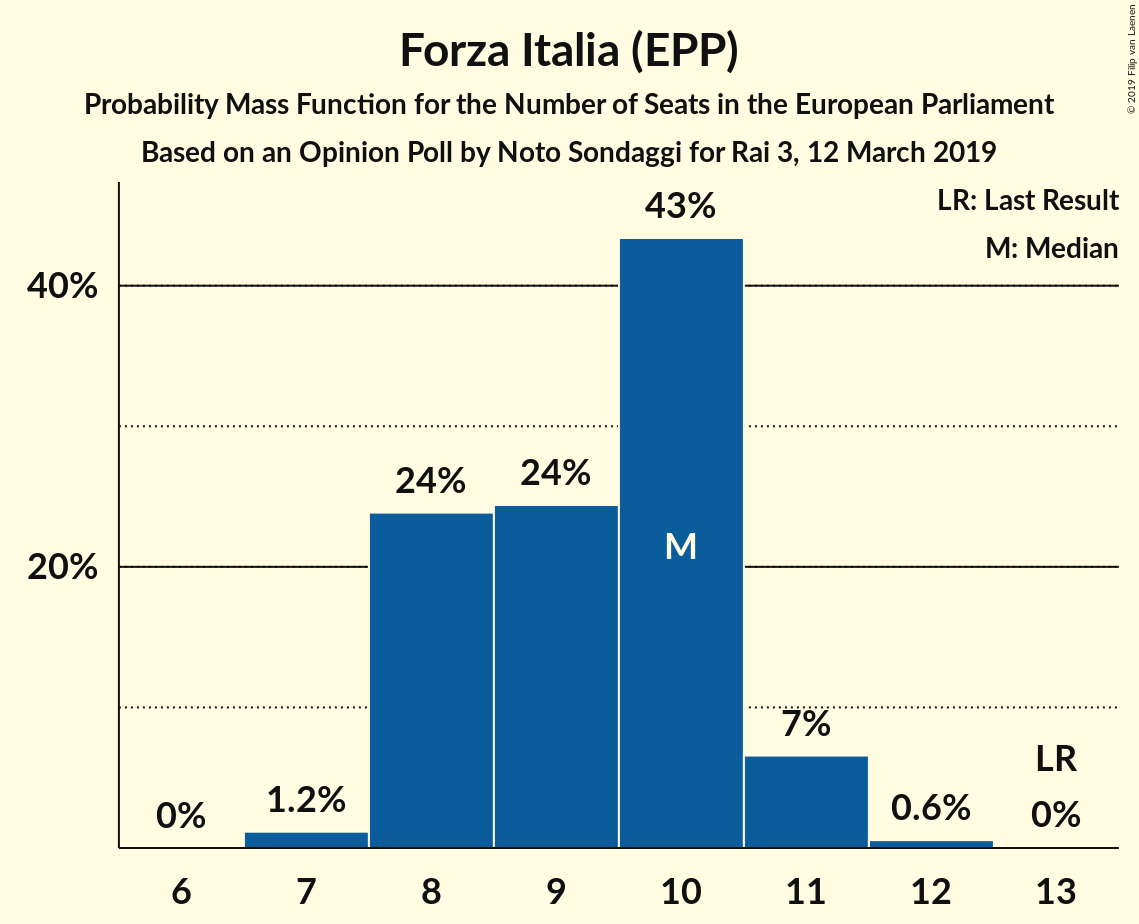 Forza Italia (EPP)
Probability Mass Function for the Number of Seats in the European Parliament
Based on an Opinion Poll by Noto Sondaggi for Rai 3, 12 March 2019
© 2019 Filip van Laenen
LR: Last Result
M: Median
40%
20%
0%
1.2%
24%
24%
43%
M
7%
0.6%
LR
0%
6 7 8 9 10 11 12 13